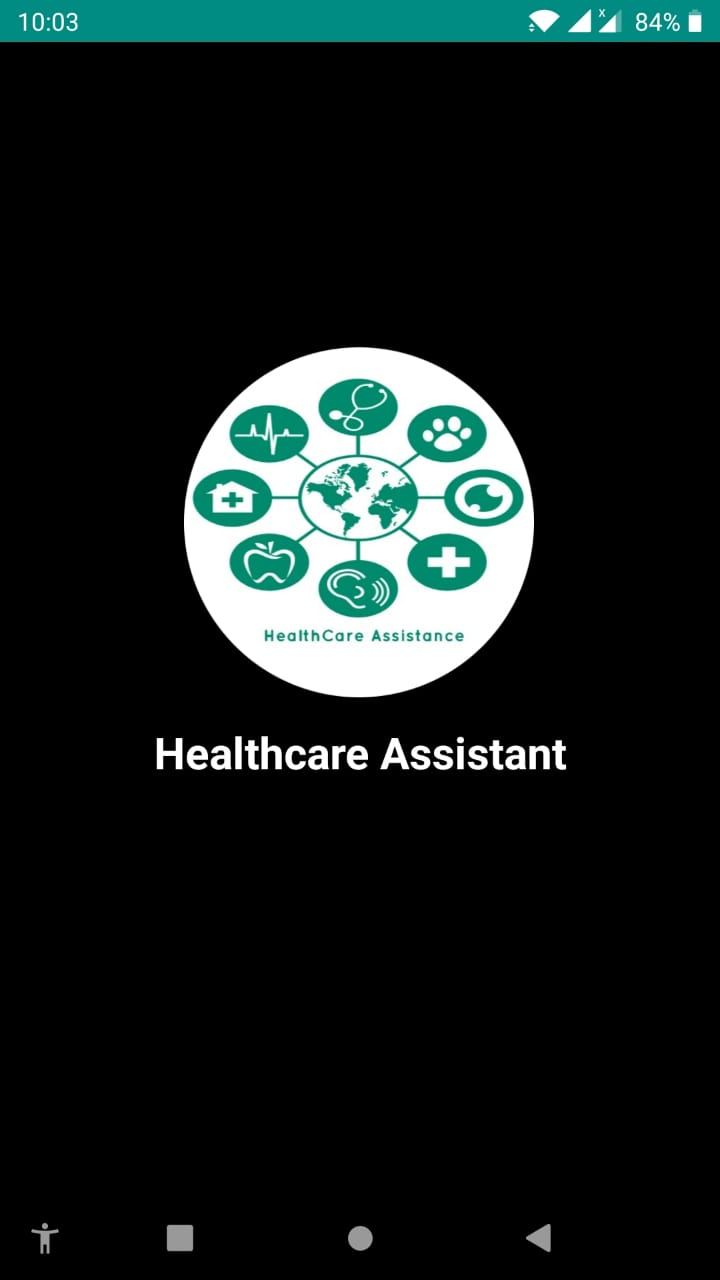 10:03
x 84%
HealthCare Assistance
Healthcare Assistant